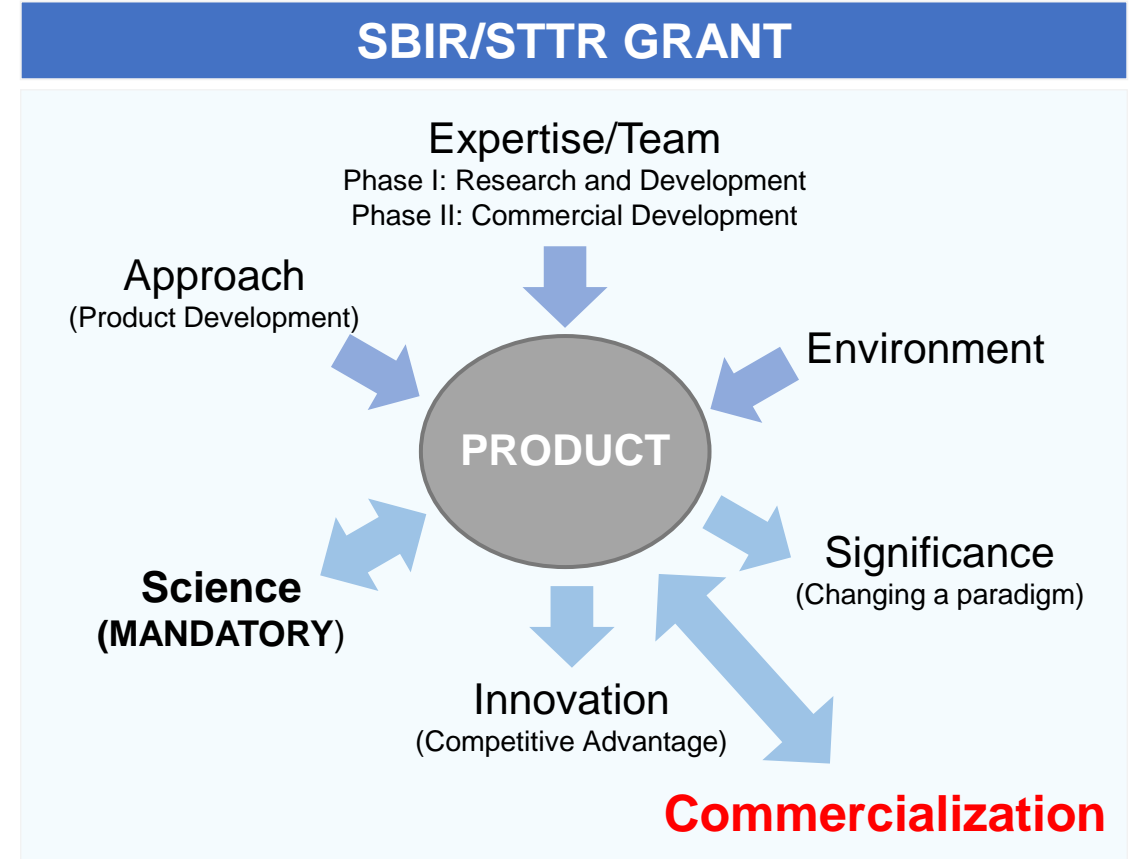 SBIR/STTR GRANT
Expertise/Team
Phase I: Research and Development
Phase II: Commercial Development
Approach
(Product Development)
Environment
PRODUCT
Science
(MANDATORY)
Significance
(Changing a paradigm)
Innovation
(Competitive Advantage)
Commercialization